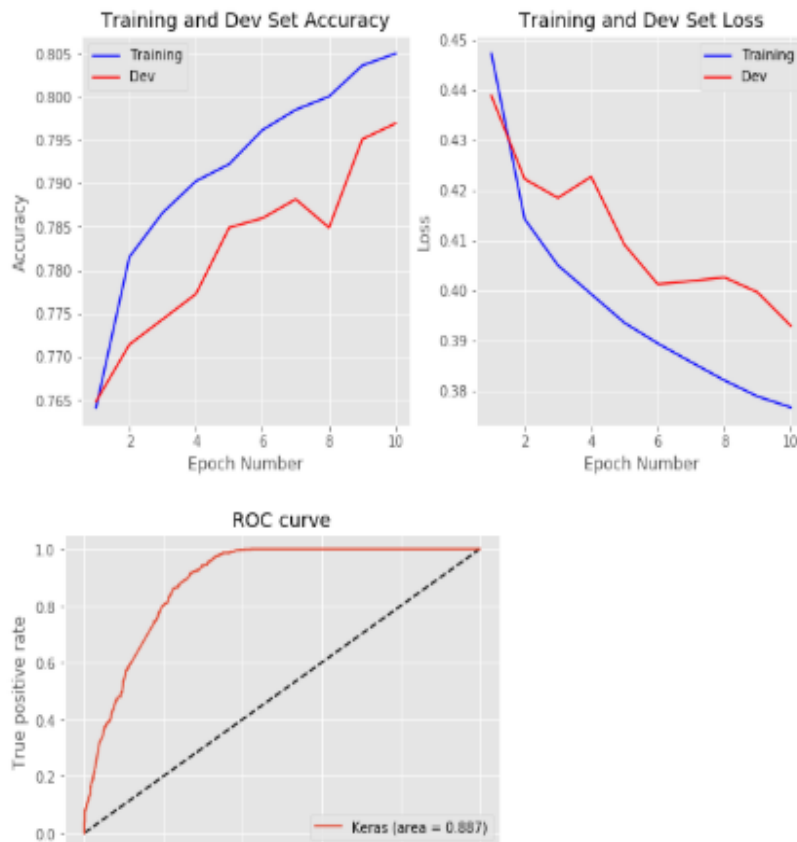 Training and Dev Set Accuracy
Training
Dev
Accuracy
0.805
0.800
0.795
0.790
0.785
0.780
0.775
0.770
0.765
2
4
6
8
10
Epoch Number
Training and Dev Set Loss
Training
Dev
Loss
0.45
0.44
0.43
0.42
0.41
0.40
0.39
0.38
2
4
6
8
10
Epoch Number
ROC curve
True positive rate
1.0
0.8
0.6
0.4
0.2
0.0
Keras (area = 0.887)